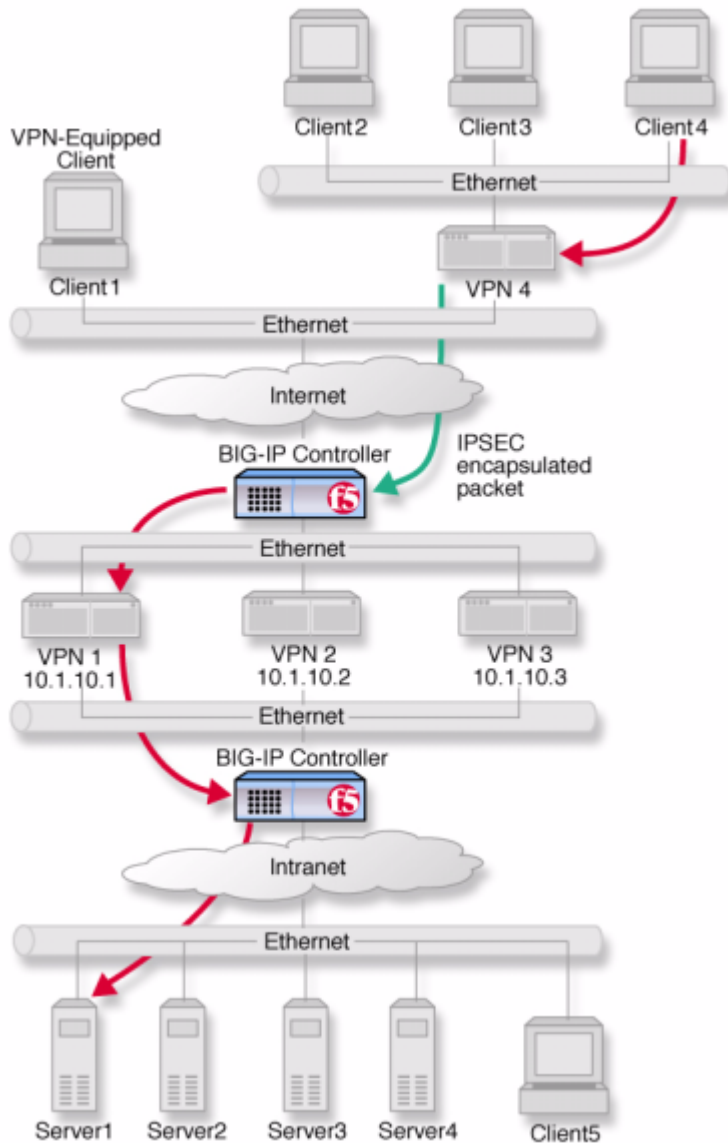 Client2
Client3
Client4
VPN-Equipped
Client
Ethernet
Client1
VPN 4
Ethernet
Internet
BIG-IP Controller
IPSEC
encapsulated
packet
f5
Ethernet
VPN 1
10.1.10.1
VPN 2
10.1.10.2
VPN 3
10.1.10.3
Ethernet
BIG-IP Controller
f5
Intranet
Ethernet
Server1
Server2
Server3
Server4
Client5